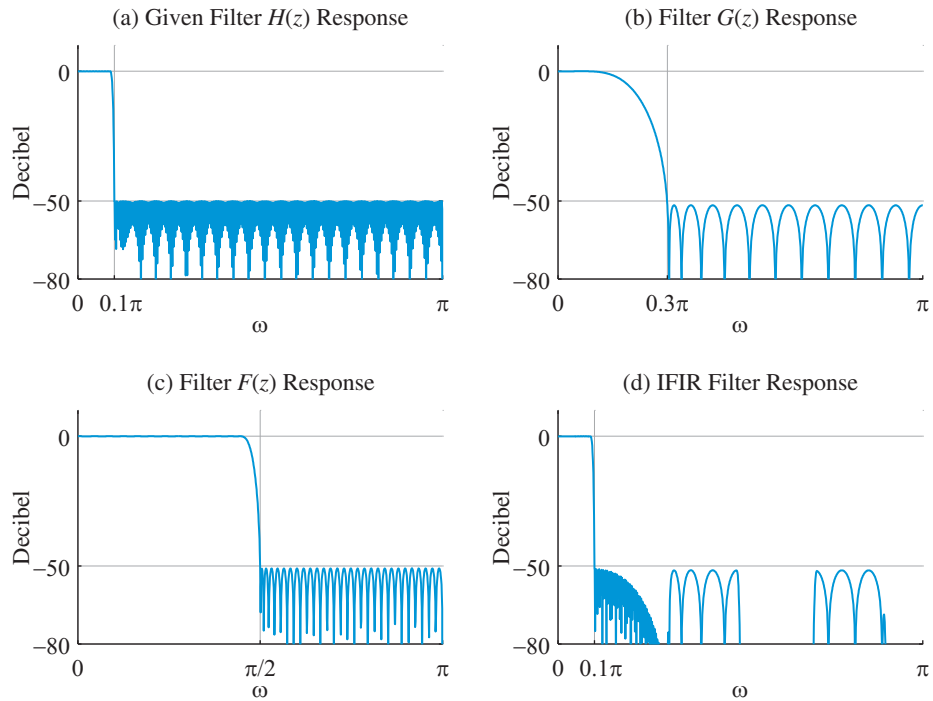 (a) Given Filter H(z) Response
0
−50
−80
Decibel
0
0.1π
π
ω
(b) Filter G(z) Response
0
−50
−80
Decibel
0
0.3π
π
ω
(c) Filter F(z) Response
0
−50
−80
Decibel
0
π/2
π
ω
(d) IFIR Filter Response
0
−50
−80
Decibel
0
0.1π
π
ω